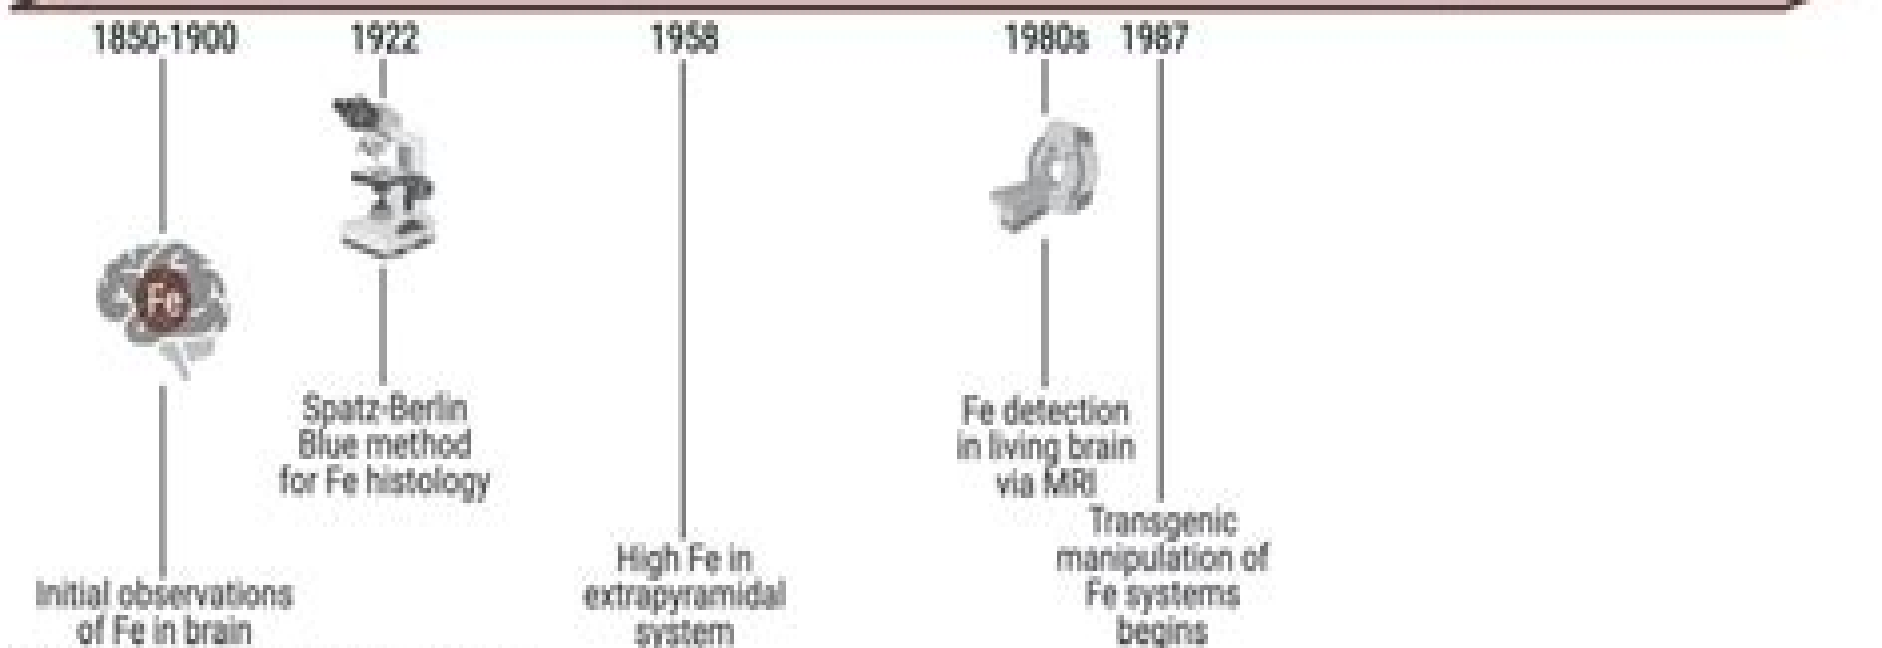 1850-1900
1922
1958
1980s
1987
Fe
Spatz-Berlin
Blue method
for Fe histology
Fe detection
in living brain
via MRI
Transgenic
manipulation of
Fe systems
begins
High Fe in
extrapyramidal
system
Initial observations
of Fe in brain